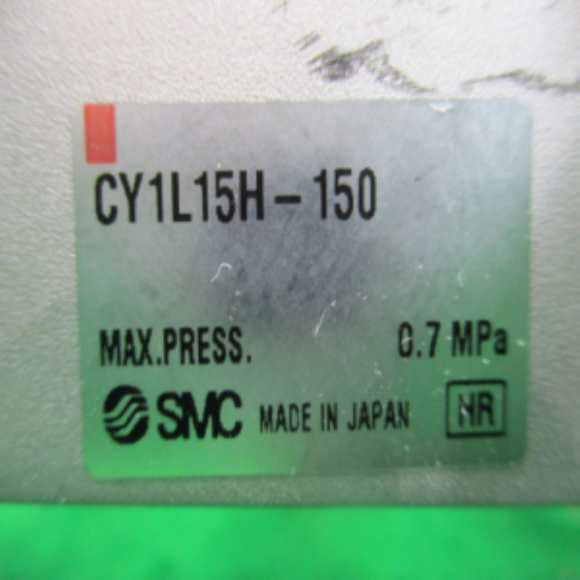 CY1L15H-150
MAX.PRESS. 0.7 MPa
SMC MADE IN JAPAN HR